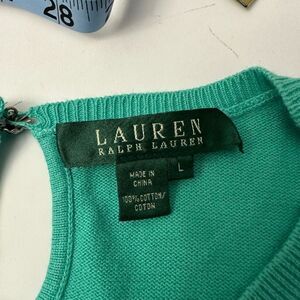 28
LAUREN
RALPH LAUREN
MADE IN
CHINA
L
100% COTTON/
COTON